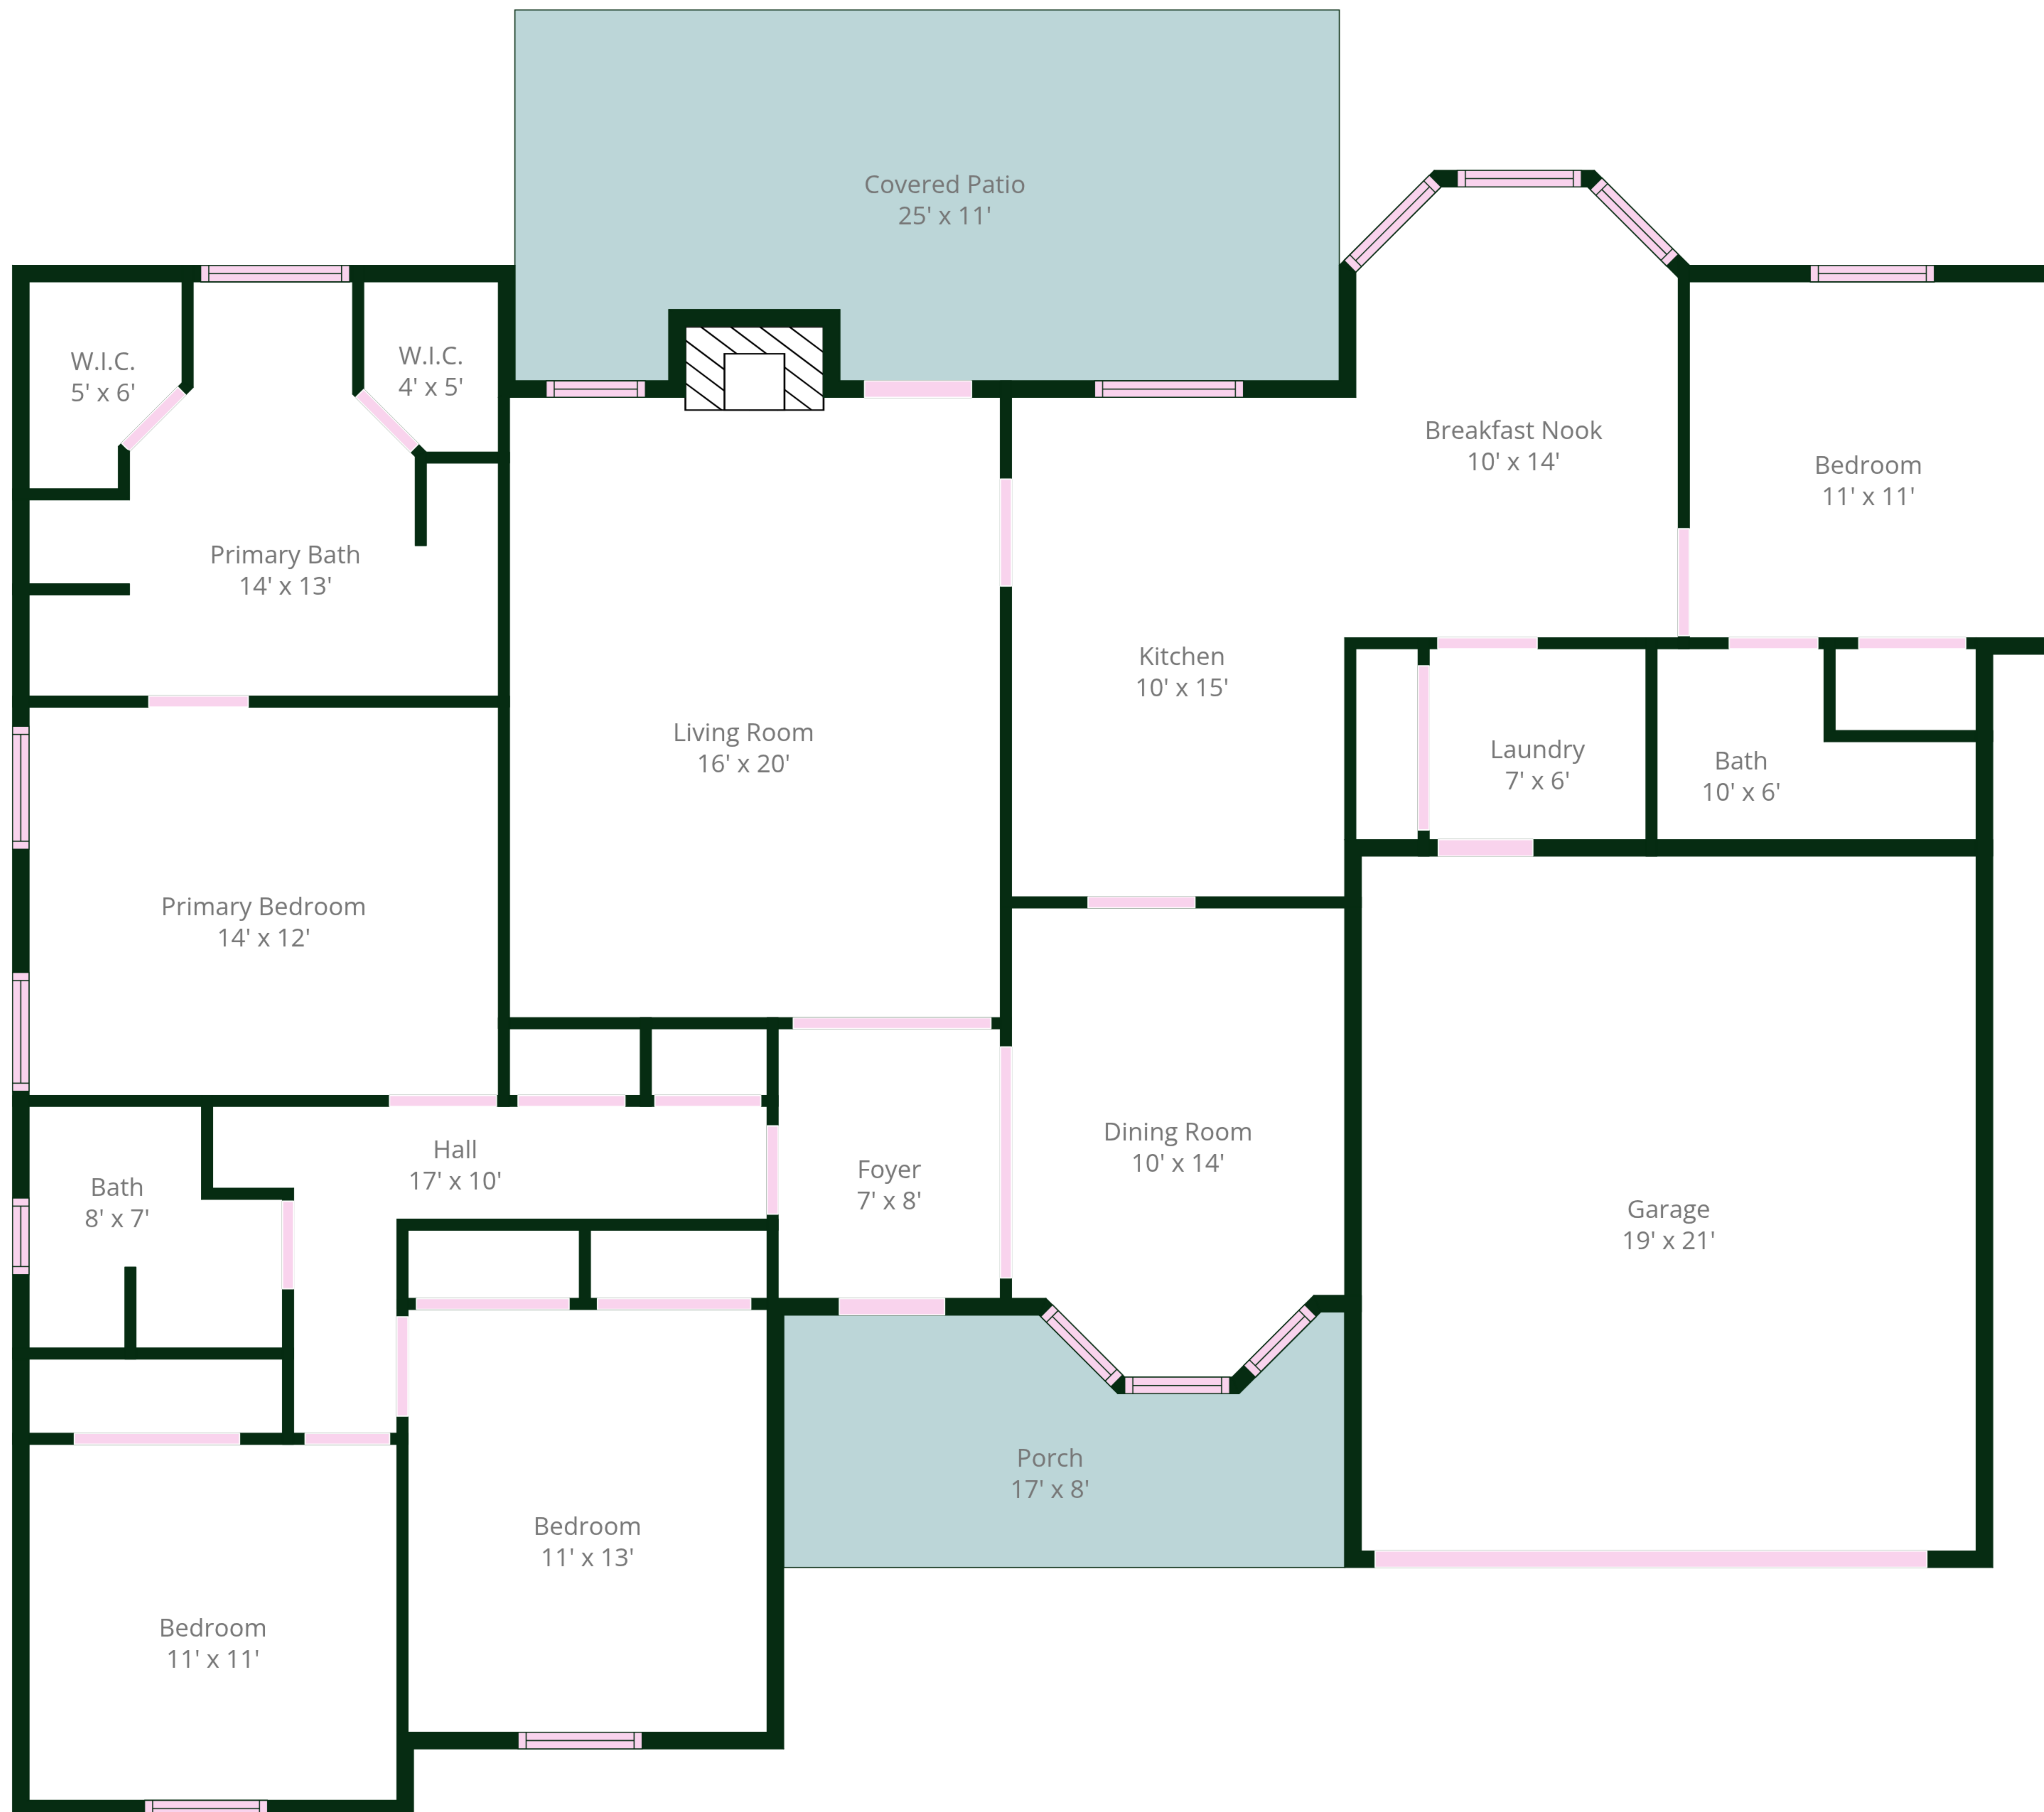 Covered Patio
25' x 11'
W.I.C.
5' x 6'
W.I.C.
4' x 5'
Breakfast Nook
10' x 14'
Bedroom
11' x 11'
Primary Bath
14' x 13'
Kitchen
10' x 15'
Living Room
16' x 20'
Laundry
7' x 6'
Bath
10' x 6'
Primary Bedroom
14' x 12'
Hall
17' x 10'
Dining Room
10' x 14'
Foyer
7' x 8'
Bath
8' x 7'
Garage
19' x 21'
Porch
17' x 8'
Bedroom
11' x 13'
Bedroom
11' x 11'